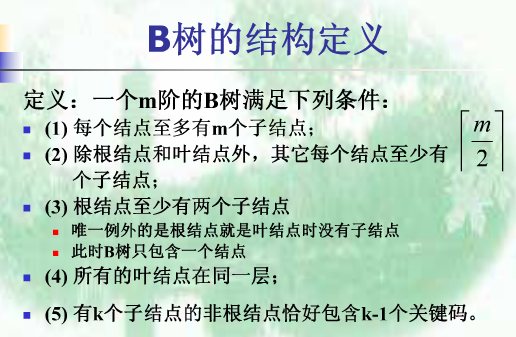 B树的结构定义
定义：一个m阶的B树满足下列条件：
(1) 每个结点至多有m个子结点；
(2) 除根结点和叶结点外，其它每个结点至少有 ⌈m/2⌉
个子结点；
(3) 根结点至少有两个子结点
唯一例外的是根结点就是叶结点时没有子结点
此时B树只包含一个结点
(4) 所有的叶结点在同一层；
(5) 有k个子结点的非根结点恰好包含k-1个关键码。